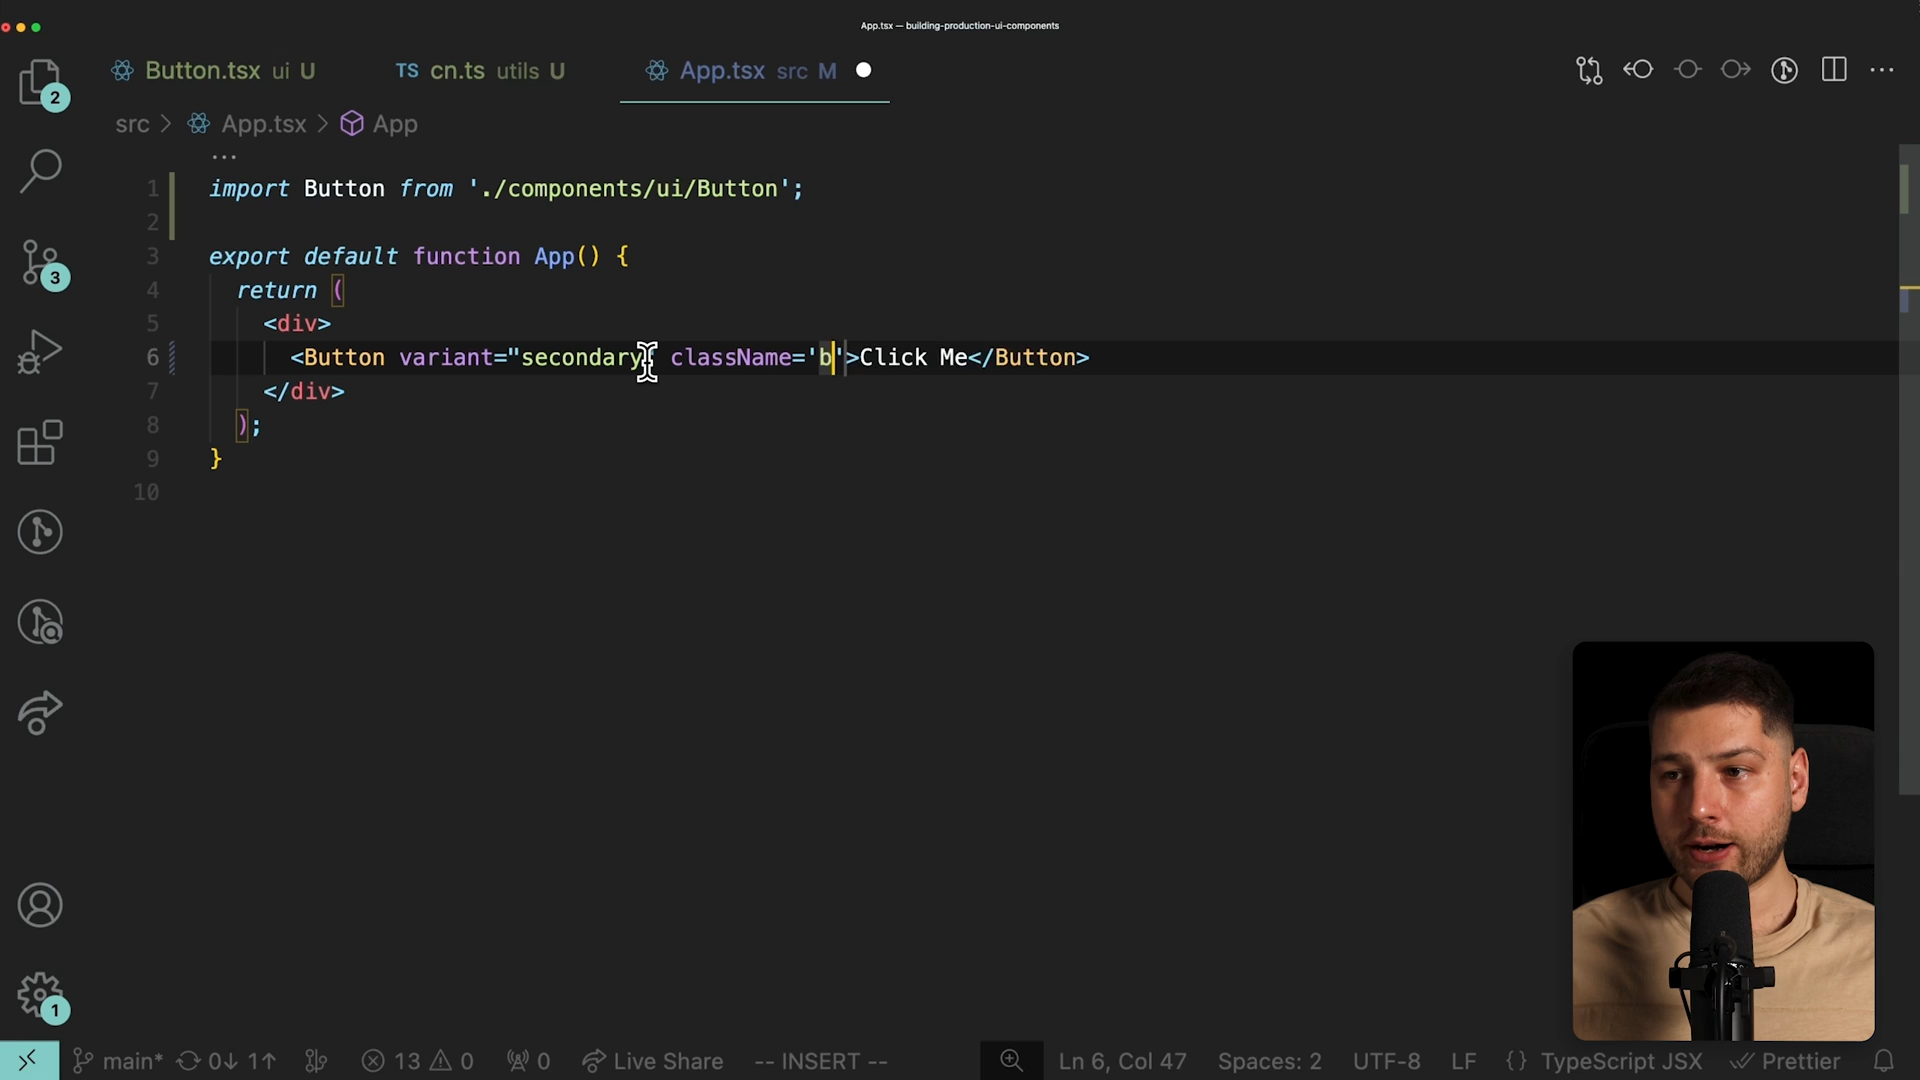 App.tsx — building-production-ui-components
Button.tsx ui U
TS cn.ts utils U
App.tsx src M
src > App.tsx > App
2
...
1 import Button from './components/ui/Button';
2
3 export default function App() {
4 return (
5 <div>
6 <Button variant="secondary" className='b'>Click Me</Button>
7 </div>
8 );
9 }
10
3
1
main* 0↓ 1↑ 13 0 0 Live Share -- INSERT -- Ln 6, Col 47 Spaces: 2 UTF-8 LF {} TypeScript JSX Prettier